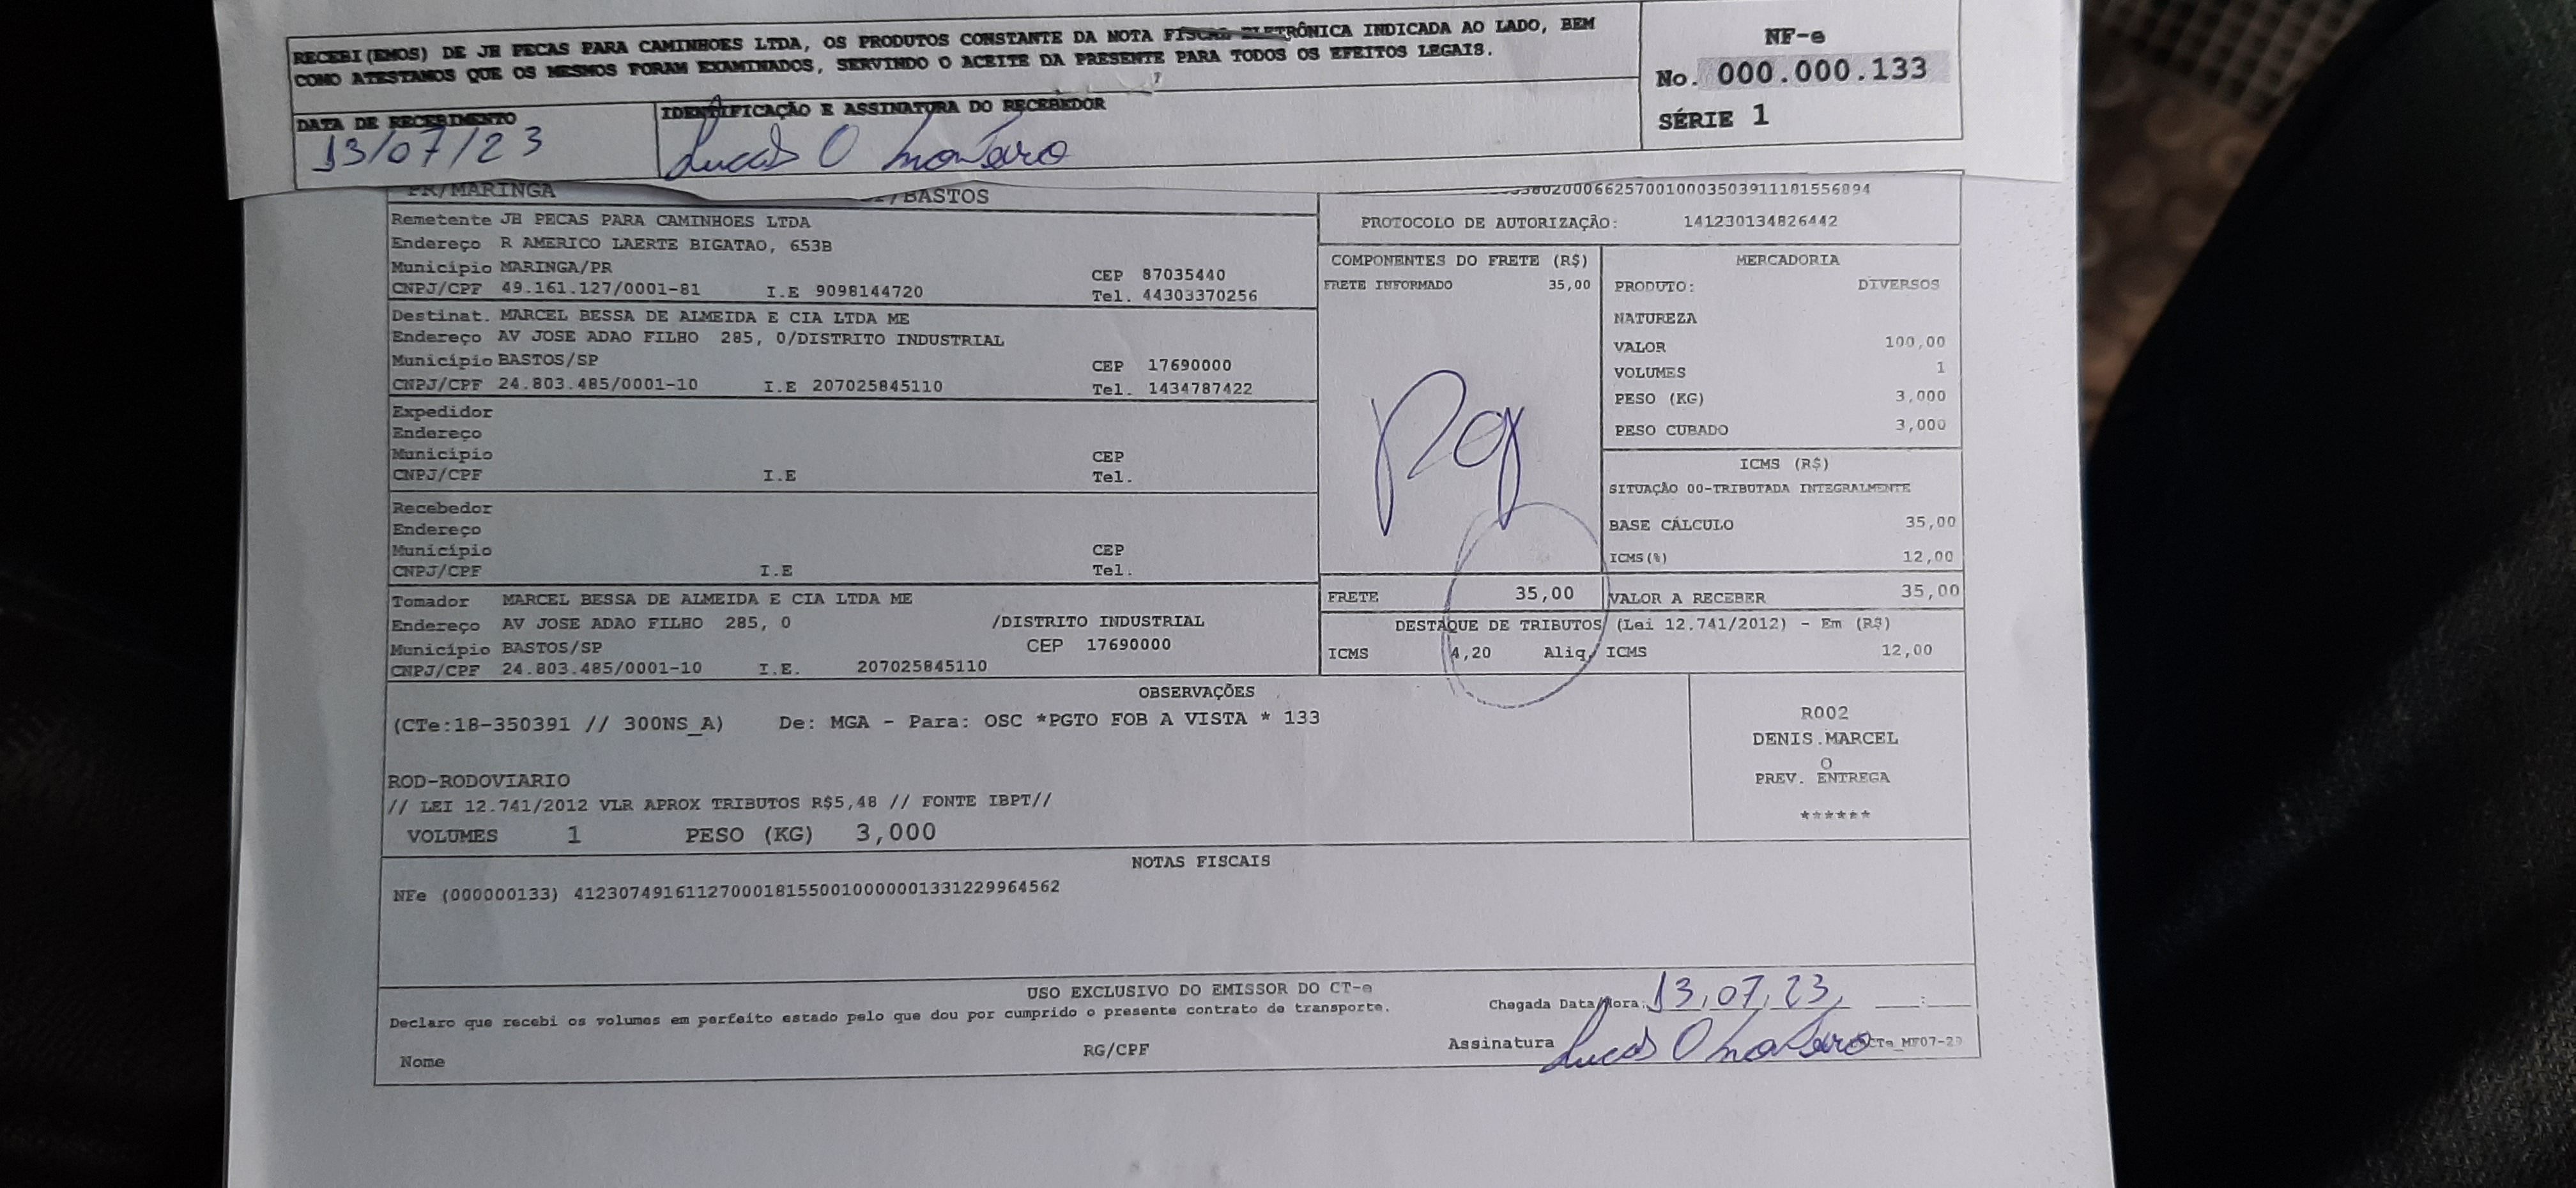 RECEBI(EMOS) DE JH PECAS PARA CAMINHOES LTDA, OS PRODUTOS CONSTANTE DA NOTA FISCAL ELETRÔNICA INDICADA AO LADO, BEM
COMO ATESTAMOS QUE OS MESMOS FORAM EXAMINADOS, SERVINDO O ACEITE DA PRESENTE PARA TODOS OS EFEITOS LEGAIS.
NF-e
No. 000.000.133
SÉRIE 1
DATA DE RECEBIMENTO
13/07/23
IDENTIFICAÇÃO E ASSINATURA DO RECEBEDOR
Lucas O
PR/MARINGA
/BASTOS
PROTOCOLO DE AUTORIZAÇÃO: 141230134826442
Remetente JH PECAS PARA CAMINHOES LTDA
Endereço R AMERICO LAERTE BIGATAO, 653B
Município MARINGA/PR CEP 87035440
CNPJ/CPF 49.161.127/0001-81 I.E 9098144720 Tel. 44303370256
Destinat. MARCEL BESSA DE ALMEIDA E CIA LTDA ME
Endereço AV JOSE ADAO FILHO 285, 0/DISTRITO INDUSTRIAL
Município BASTOS/SP CEP 17690000
CNPJ/CPF 24.803.485/0001-10 I.E 207025845110 Tel. 1434787422
Expedidor
Endereço
Município CEP
CNPJ/CPF I.E Tel.
Recebedor
Endereço
Município CEP
CNPJ/CPF I.E Tel.
Tomador MARCEL BESSA DE ALMEIDA E CIA LTDA ME
Endereço AV JOSE ADAO FILHO 285, 0 /DISTRITO INDUSTRIAL
Município BASTOS/SP CEP 17690000
CNPJ/CPF 24.803.485/0001-10 I.E. 207025845110
COMPONENTES DO FRETE (R$)
FRETE INFORMADO 35,00
pg
FRETE 35,00
MERCADORIA
PRODUTO: DIVERSOS
NATUREZA
VALOR 100,00
VOLUMES 1
PESO (KG) 3,000
PESO CUBADO 3,000
ICMS (R$)
SITUAÇÃO 00-TRIBUTADA INTEGRALMENTE
BASE CÁLCULO 35,00
ICMS(%) 12,00
VALOR A RECEBER 35,00
DESTAQUE DE TRIBUTOS (Lei 12.741/2012) - Em (R$)
ICMS 4,20 Aliq. ICMS 12,00
OBSERVAÇÕES
(CTe:18-350391 // 300NS_A) De: MGA - Para: OSC *PGTO FOB A VISTA * 133
ROD-RODOVIARIO
// LEI 12.741/2012 VLR APROX TRIBUTOS R$5,48 // FONTE IBPT//
VOLUMES 1 PESO (KG) 3,000
R002
DENIS.MARCEL
O
PREV. ENTREGA
******
NOTAS FISCAIS
NFe (000000133) 41230749161127000181550010000001331229964562
USO EXCLUSIVO DO EMISSOR DO CT-e
Declaro que recebi os volumes em perfeito estado pelo que dou por cumprido o presente contrato de transporte.
Chegada Data/Hora: 13,07,23, :
Nome RG/CPF Assinatura Lucas O